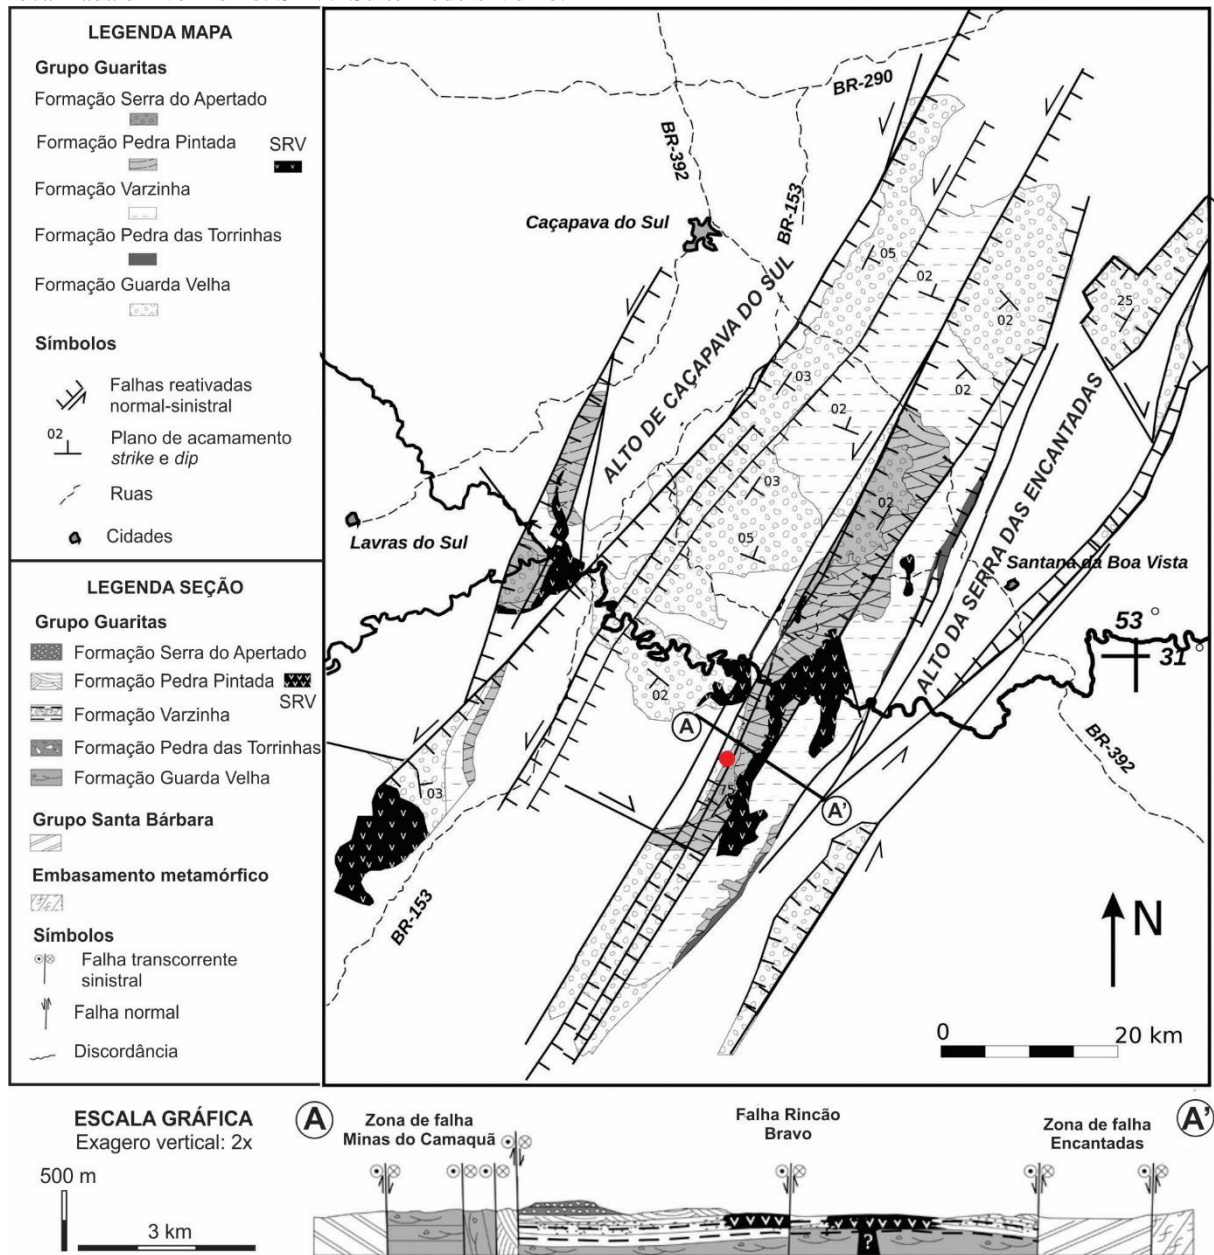 LEGENDA MAPA
Grupo Guaritas
Formação Serra do Apertado
Formação Pedra Pintada SRV
Formação Varzinha
Formação Pedra das Torrinhas
Formação Guarda Velha
Símbolos
Falhas reativadas
normal-sinistral
02
Plano de acamamento
strike e dip
Ruas
Cidades
LEGENDA SEÇÃO
Grupo Guaritas
Formação Serra do Apertado
Formação Pedra Pintada
SRV
Formação Varzinha
Formação Pedra das Torrinhas
Formação Guarda Velha
Grupo Santa Bárbara
Embasamento metamórfico
Símbolos
Falha transcorrente
sinistral
Falha normal
Discordância
BR-290
BR-392
BR-153
Caçapava do Sul
ALTO DE CAÇAPAVA DO SUL
05
02
02
25
03
02
02
03
05
02
Lavras do Sul
Santana da Boa Vista
ALTO DA SERRA DAS ENCANTADAS
53°
31°
02
A
75
A'
03
BR-392
BR-153
N
0 20 km
ESCALA GRÁFICA
Exagero vertical: 2x
500 m
3 km
A
Zona de falha
Minas do Camaquã
Falha Rincão
Bravo
Zona de falha
Encantadas
A'
?